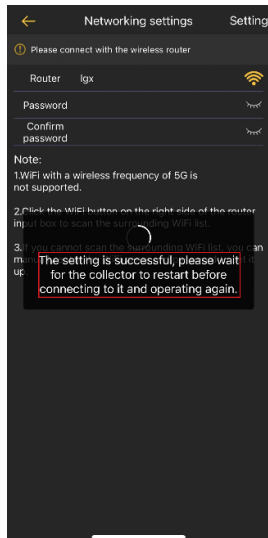 Networking settings Setting
Please connect with the wireless router
Router lgx
Password
Confirm
password
Note:
1.WiFi with a wireless frequency of 5G is
not supported.
2.Click the WiFi button on the right side of the router
input box to scan the surrounding WiFi list.
3.If you cannot scan the surrounding WiFi list, you can
up
The setting is successful, please wait
for the collector to restart before
connecting to it and operating again.